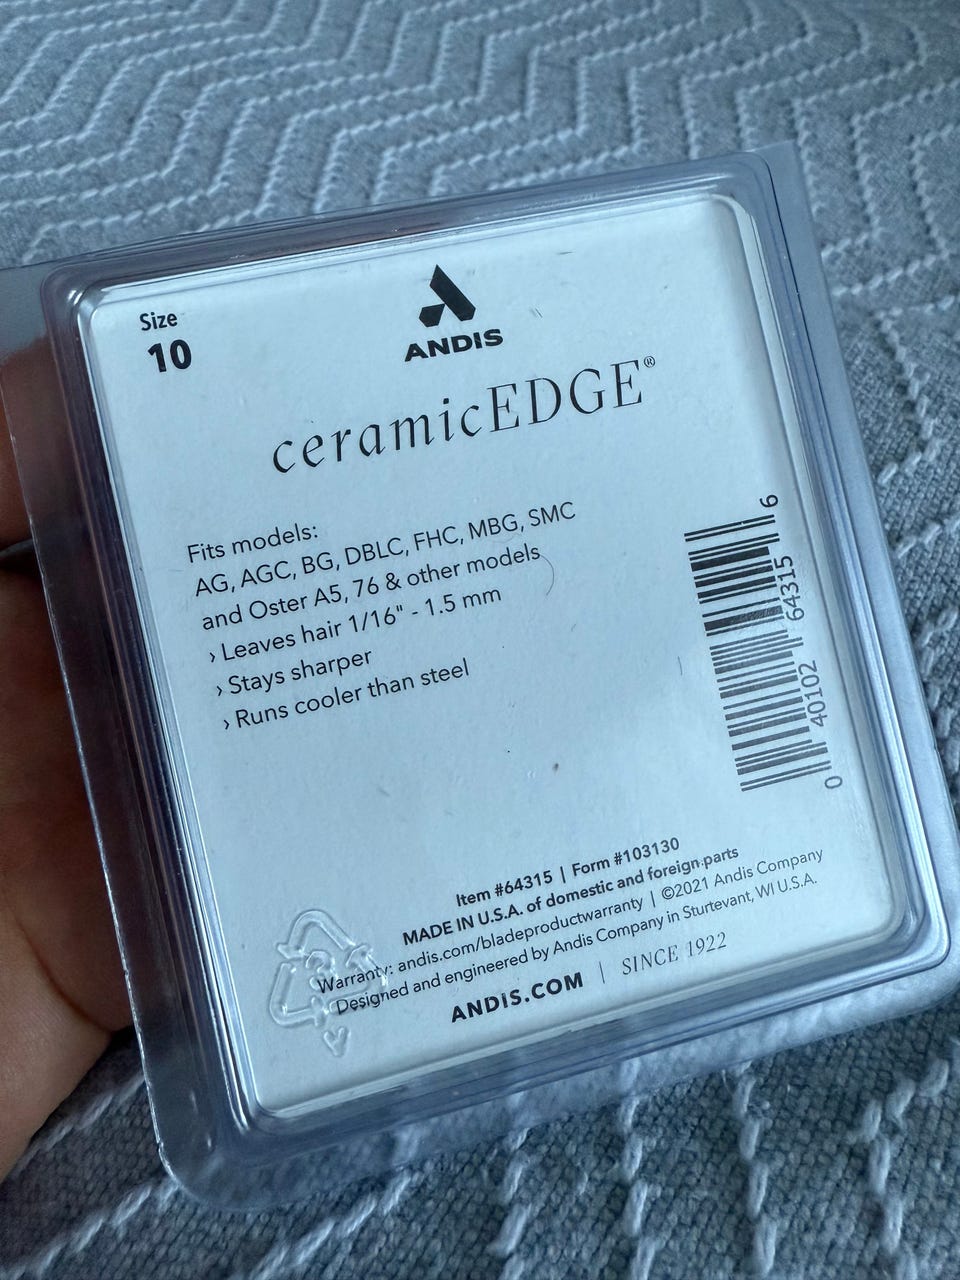 Size
10
ANDIS
ceramicEDGE®
Fits models:
AG, AGC, BG, DBLC, FHC, MBG, SMC
and Oster A5, 76 & other models
› Leaves hair 1/16" - 1.5 mm
› Stays sharper
› Runs cooler than steel
0 40102 64315 6
Item #64315 | Form #103130
MADE IN U.S.A. of domestic and foreign parts
Warranty: andis.com/bladeproductwarranty | ©2021 Andis Company
Designed and engineered by Andis Company in Sturtevant, WI U.S.A.
ANDIS.COM | SINCE 1922